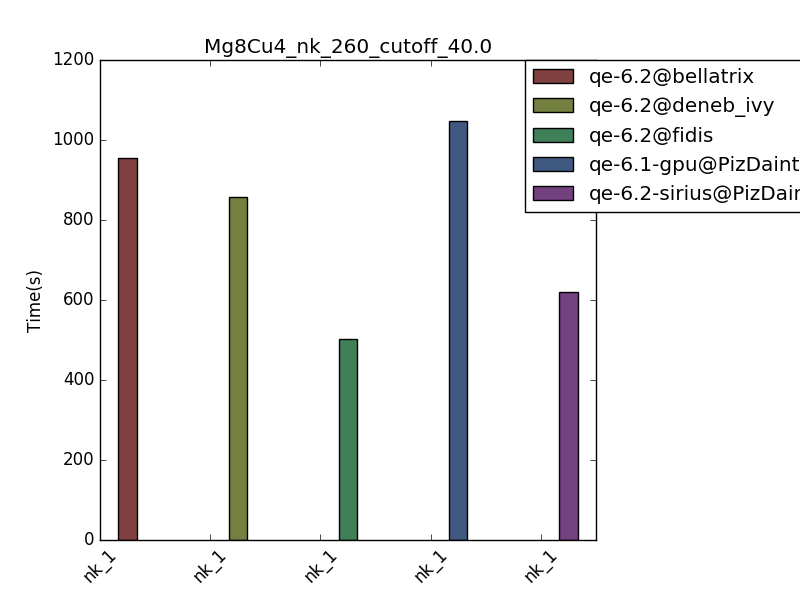 Mg8Cu4_nk_260_cutoff_40.0
1200
1000
800
600
400
200
0
Time(s)
nk_1
nk_1
nk_1
nk_1
nk_1
qe-6.2@bellatrix
qe-6.2@deneb_ivy
qe-6.2@fidis
qe-6.1-gpu@PizDaint
qe-6.2-sirius@PizDain